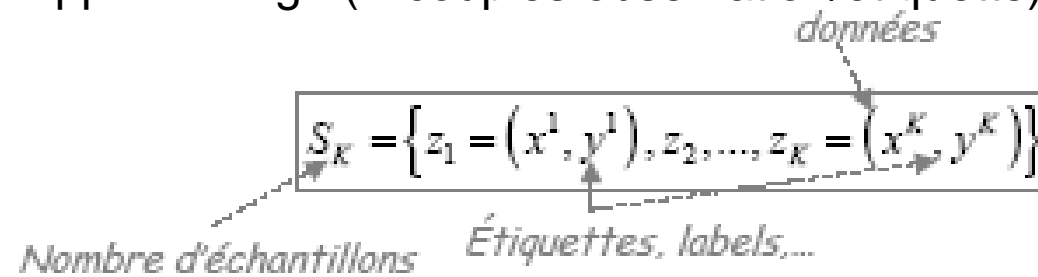 données
S_K = {z_1 = (x^1, y^1), z_2, ..., z_K = (x^K, y^K)}
Nombre d'échantillons
Étiquettes, labels,...